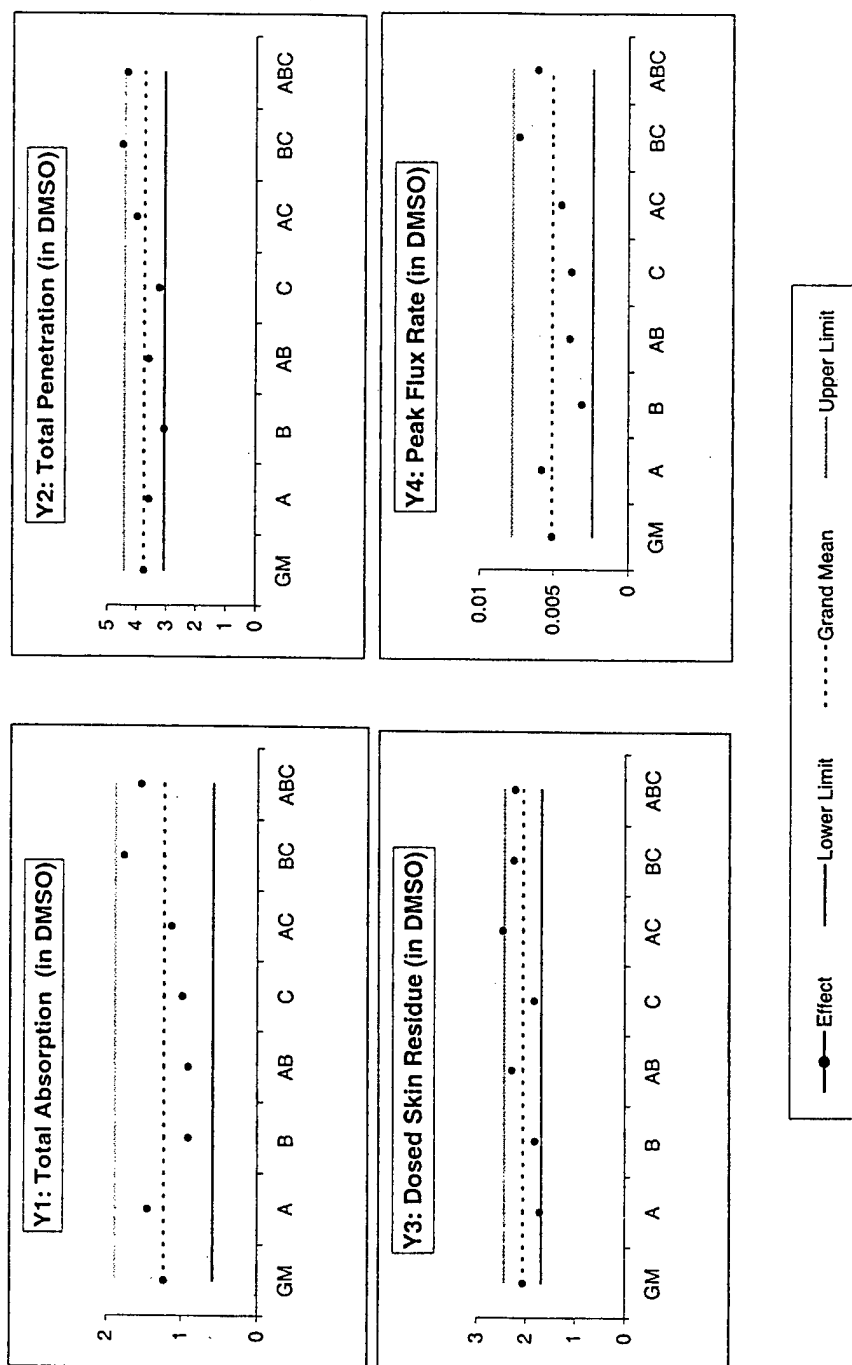 Y1: Total Absorption (in DMSO)
2
1
0
GM A B AB C AC BC ABC
Y2: Total Penetration (in DMSO)
5
4
3
2
1
0
GM A B AB C AC BC ABC
Y3: Dosed Skin Residue (in DMSO)
3
2
1
0
GM A B AB C AC BC ABC
Y4: Peak Flux Rate (in DMSO)
0.01
0.005
0
GM A B AB C AC BC ABC
Effect Lower Limit Grand Mean Upper Limit